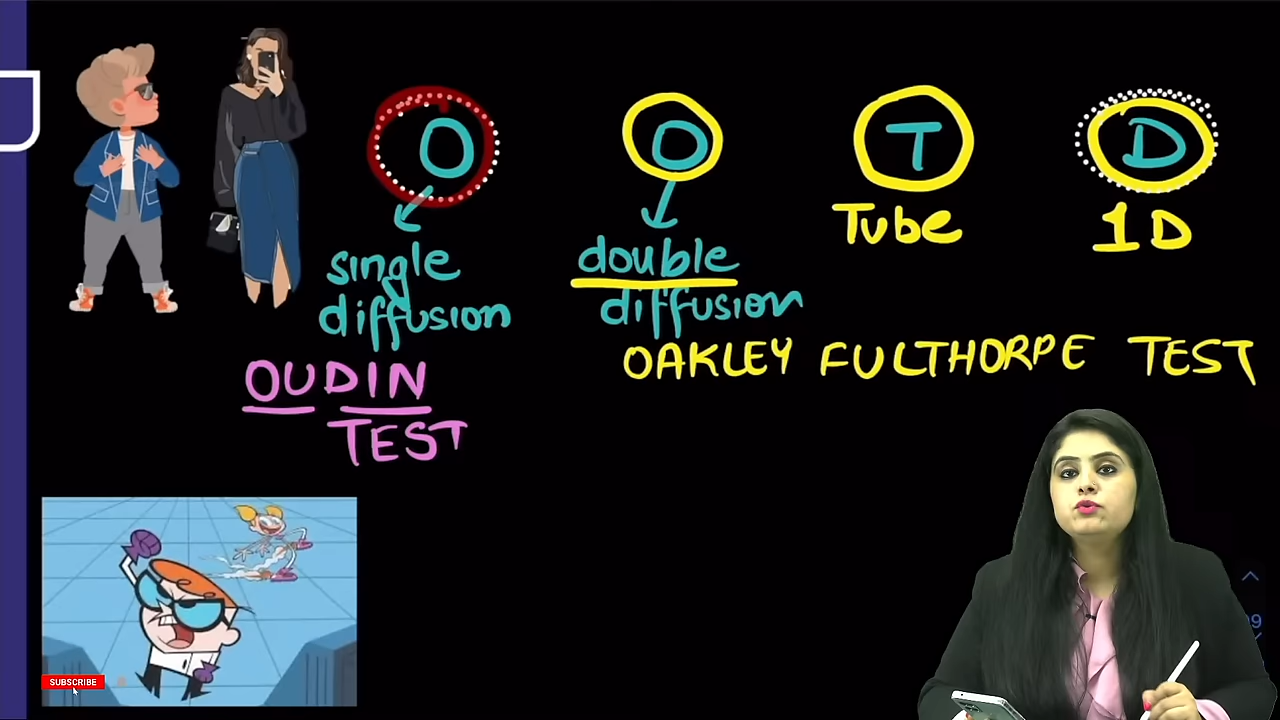 O O T D
single diffusion
double diffusion
Tube
1D
OUDIN TEST
OAKLEY FULTHORPE TEST
SUBSCRIBE